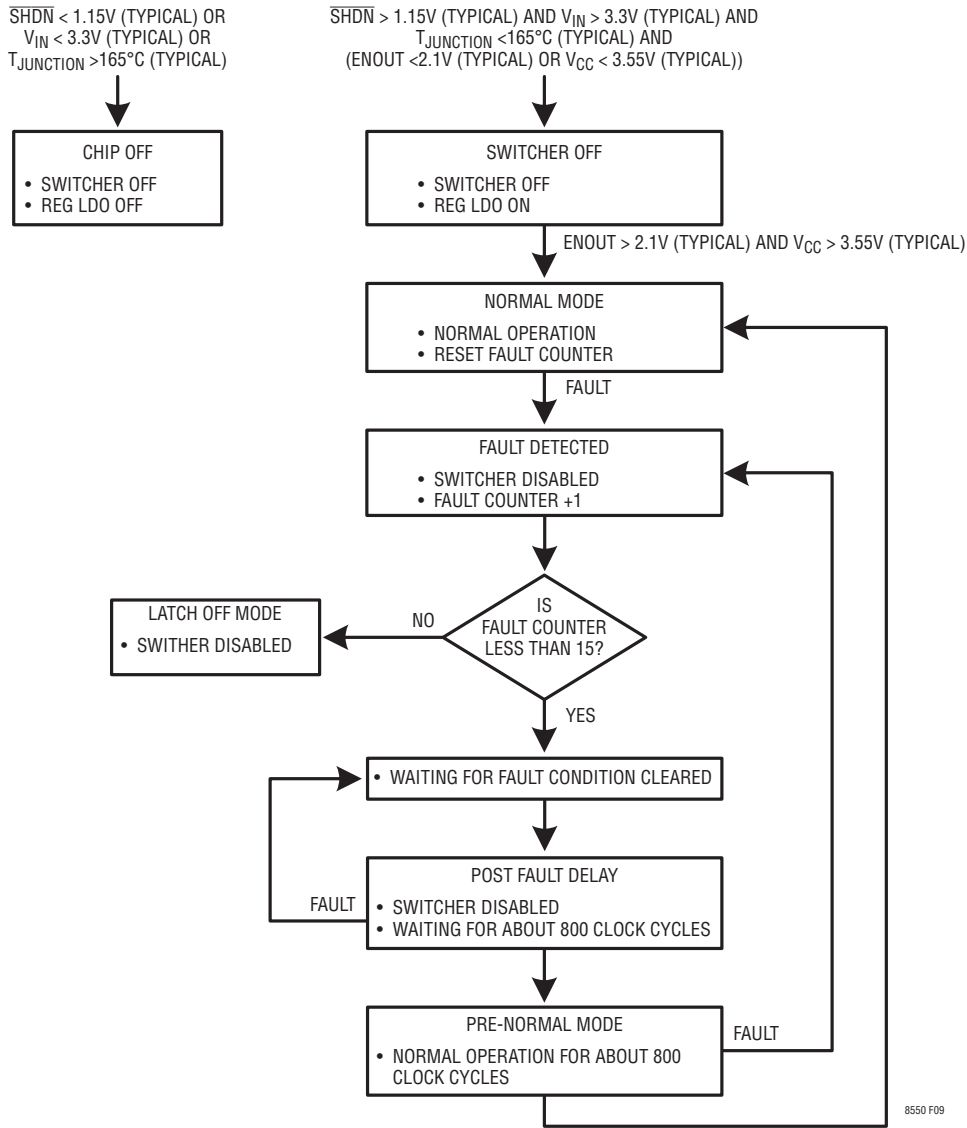 SHDN < 1.15V (TYPICAL) OR
VIN < 3.3V (TYPICAL) OR
TJUNCTION >165°C (TYPICAL)
SHDN > 1.15V (TYPICAL) AND VIN > 3.3V (TYPICAL) AND
TJUNCTION <165°C (TYPICAL) AND
(ENOUT <2.1V (TYPICAL) OR VCC < 3.55V (TYPICAL))
CHIP OFF
• SWITCHER OFF
• REG LDO OFF
SWITCHER OFF
• SWITCHER OFF
• REG LDO ON
ENOUT > 2.1V (TYPICAL) AND VCC > 3.55V (TYPICAL)
NORMAL MODE
• NORMAL OPERATION
• RESET FAULT COUNTER
FAULT
FAULT DETECTED
• SWITCHER DISABLED
• FAULT COUNTER +1
IS
FAULT COUNTER
LESS THAN 15?
NO
LATCH OFF MODE
• SWITHER DISABLED
YES
• WAITING FOR FAULT CONDITION CLEARED
POST FAULT DELAY
• SWITCHER DISABLED
• WAITING FOR ABOUT 800 CLOCK CYCLES
FAULT
PRE-NORMAL MODE
• NORMAL OPERATION FOR ABOUT 800
CLOCK CYCLES
FAULT
8550 F09